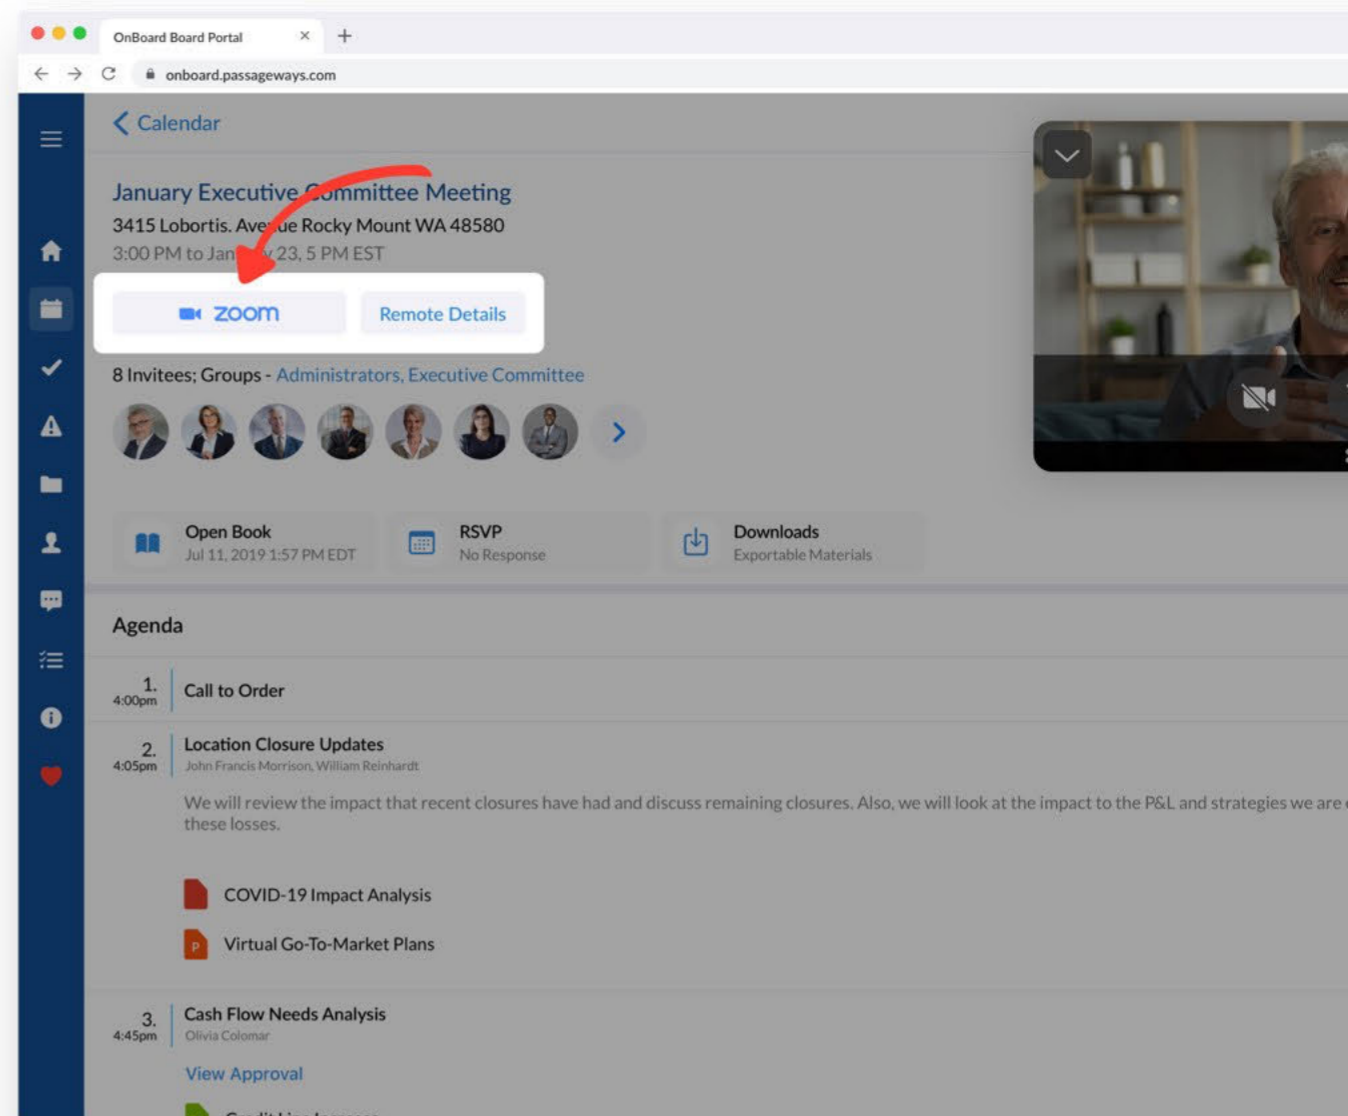 OnBoard Board Portal
onboard.passageways.com
Calendar
January Executive Committee Meeting
3415 Lobortis. Avenue Rocky Mount WA 48580
3:00 PM to January 23, 5 PM EST
zoom
Remote Details
8 Invitees; Groups - Administrators, Executive Committee
Open Book
Jul 11, 2019 1:57 PM EDT
RSVP
No Response
Downloads
Exportable Materials
Agenda
1.
4:00pm
Call to Order
2.
4:05pm
Location Closure Updates
John Francis Morrison, William Reinhardt
We will review the impact that recent closures have had and discuss remaining closures. Also, we will look at the impact to the P&L and strategies we are
these losses.
COVID-19 Impact Analysis
P
Virtual Go-To-Market Plans
3.
4:45pm
Cash Flow Needs Analysis
Olivia Colomar
View Approval